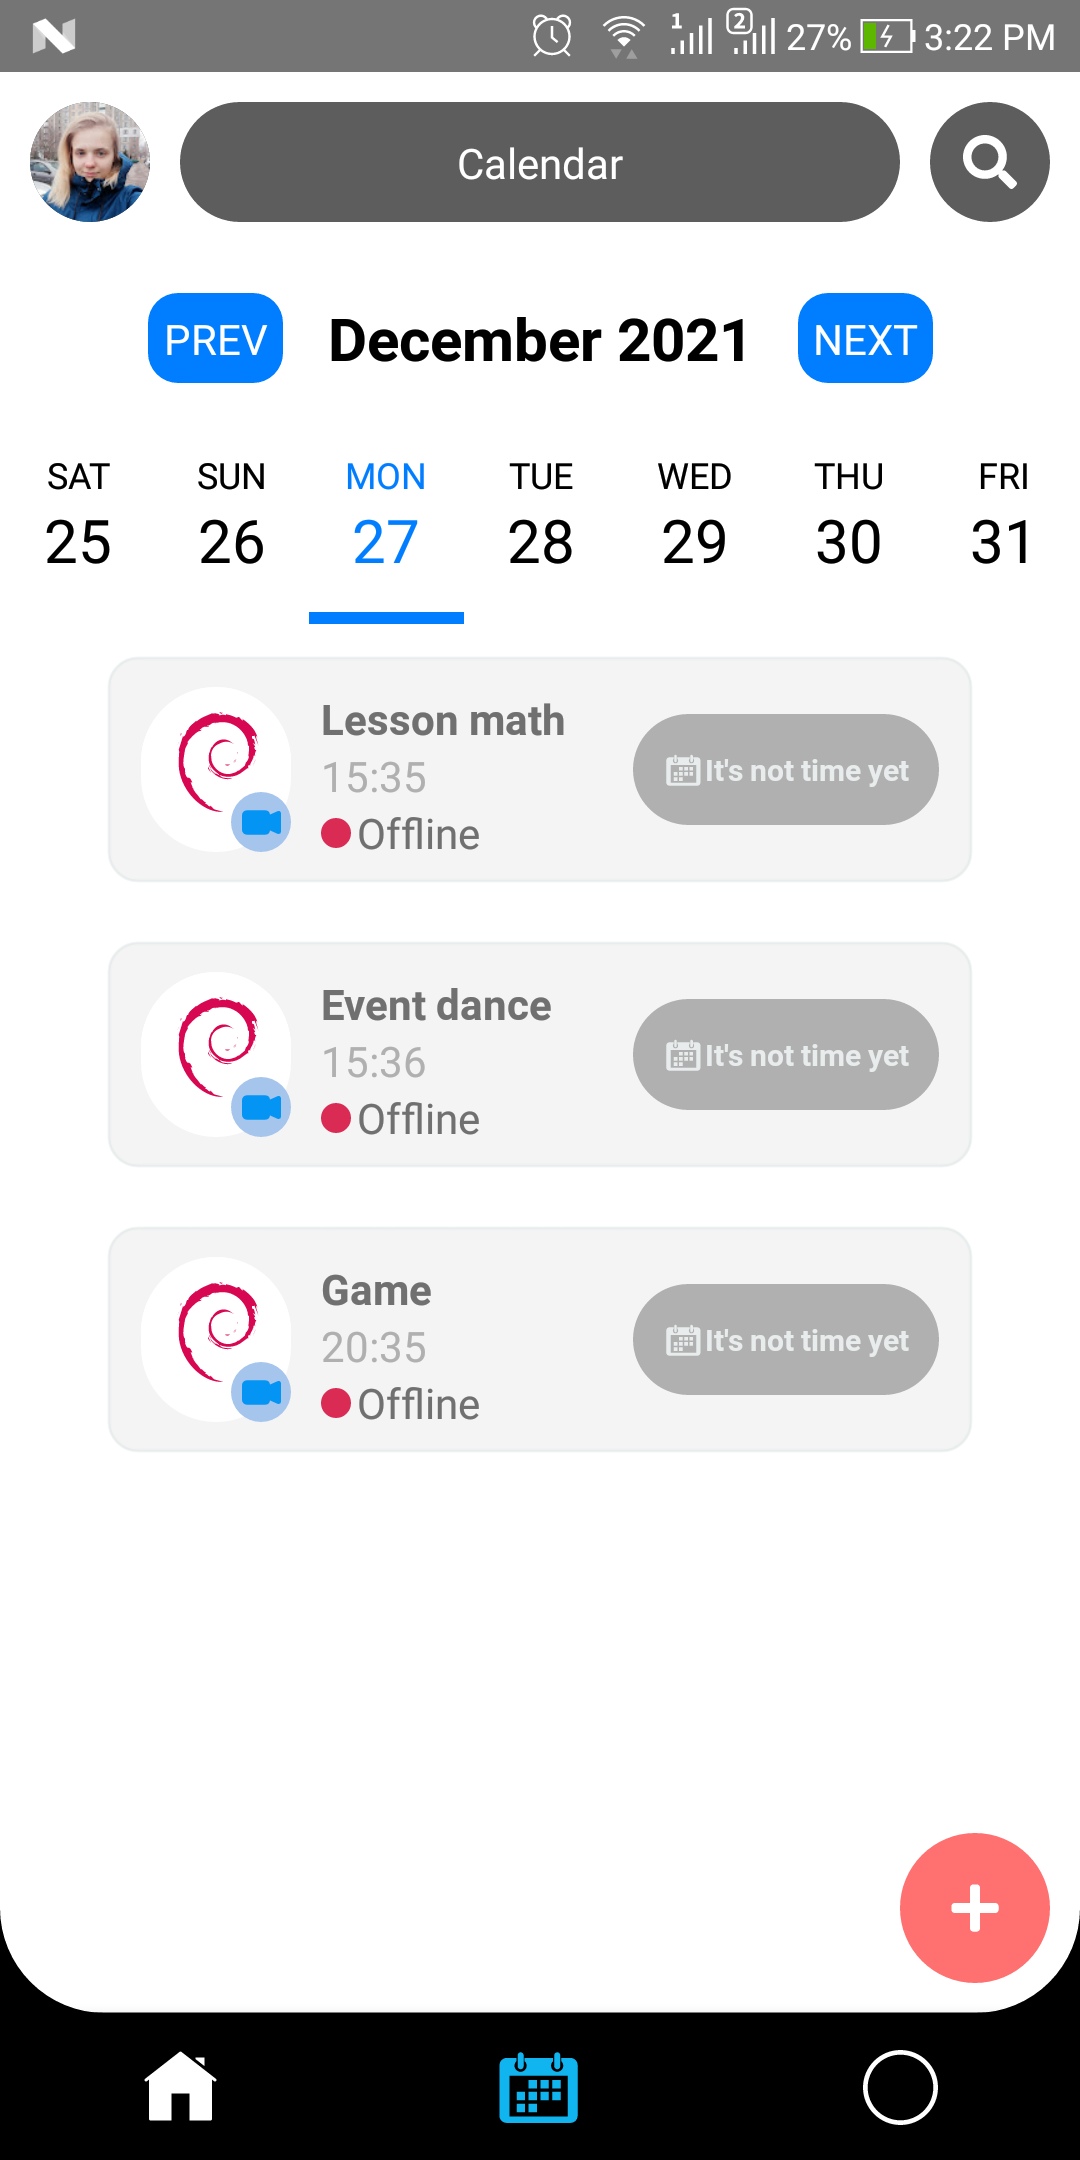 1 2 27% 3:22 PM
Calendar
PREV December 2021 NEXT
SAT SUN MON TUE WED THU FRI
25 26 27 28 29 30 31
Lesson math
15:35
Offline
It's not time yet
Event dance
15:36
Offline
It's not time yet
Game
20:35
Offline
It's not time yet